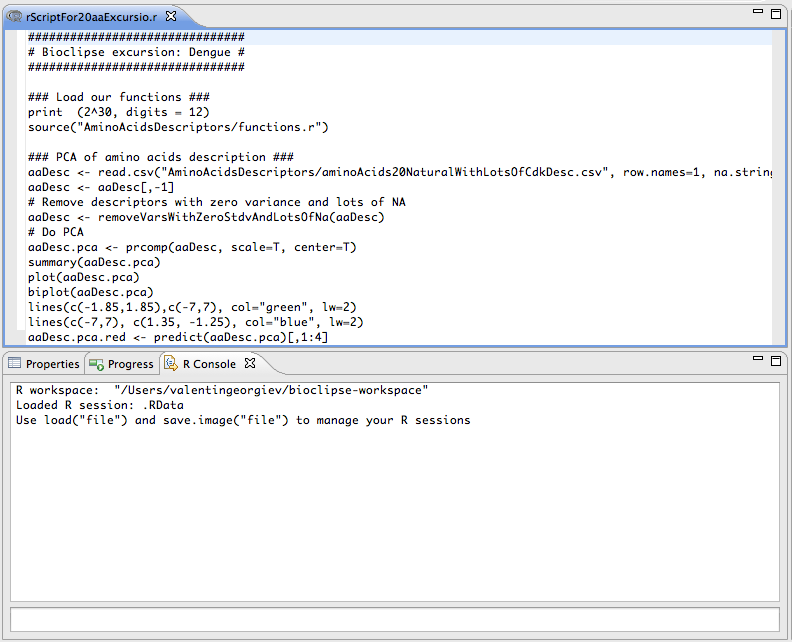 rScriptFor20aaExcursio.r
###############################
# Bioclipse excursion: Dengue #
###############################
### Load our functions ###
print  (2^30, digits = 12)
source("AminoAcidsDescriptors/functions.r")
### PCA of amino acids description ###
aaDesc <- read.csv("AminoAcidsDescriptors/aminoAcids20NaturalWithLotsOfCdkDesc.csv", row.names=1, na.string
aaDesc <- aaDesc[,-1]
# Remove descriptors with zero variance and lots of NA
aaDesc <- removeVarsWithZeroStdvAndLotsOfNa(aaDesc)
# Do PCA
aaDesc.pca <- prcomp(aaDesc, scale=T, center=T)
summary(aaDesc.pca)
plot(aaDesc.pca)
biplot(aaDesc.pca)
lines(c(-1.85,1.85),c(-7,7), col="green", lw=2)
lines(c(-7,7), c(1.35, -1.25), col="blue", lw=2)
aaDesc.pca.red <- predict(aaDesc.pca)[,1:4]
Properties Progress R Console
R workspace:  "/Users/valentingeorgiev/bioclipse-workspace"
Loaded R session: .RData
Use load("file") and save.image("file") to manage your R sessions